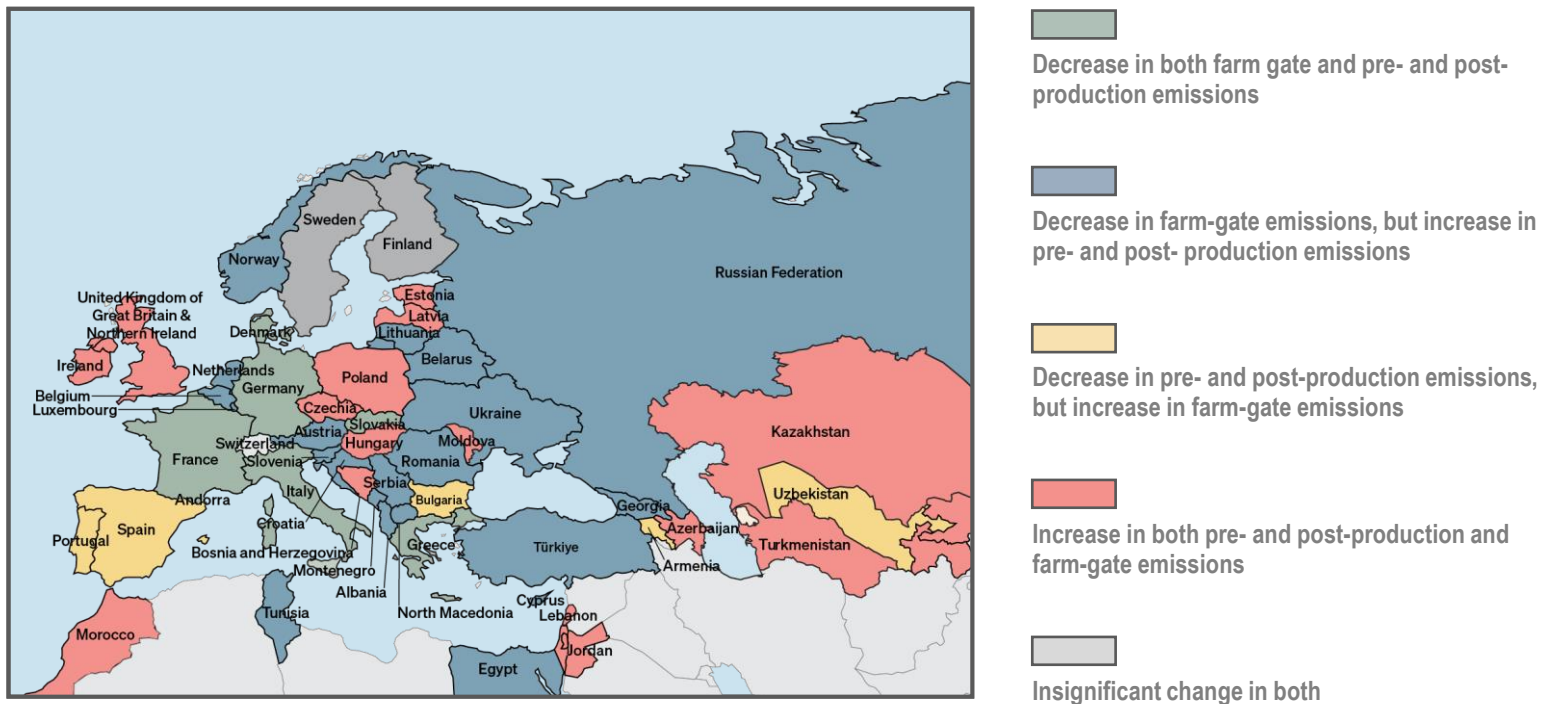 Sweden
Finland
Norway
Russian Federation
United Kingdom of
Great Britain &
Northern Ireland
Estonia
Latvia
Lithuania
Denmark
Ireland
Netherlands
Belarus
Germany
Poland
Belgium
Luxembourg
Czechia
Ukraine
Slovakia
Austria
Switzerland
Hungary
Moldova
Kazakhstan
France
Slovenia
Romania
Serbia
Italy
Andorra
Bulgaria
Uzbekistan
Georgia
Spain
Portugal
Croatia
Azerbaijan
Bosnia and Herzegovina
Greece
Türkiye
Turkmenistan
Montenegro
Armenia
Albania
Cyprus
North Macedonia
Lebanon
Tunisia
Morocco
Jordan
Egypt
Decrease in both farm gate and pre- and post-
production emissions
Decrease in farm-gate emissions, but increase in
pre- and post- production emissions
Decrease in pre- and post-production emissions,
but increase in farm-gate emissions
Increase in both pre- and post-production and
farm-gate emissions
Insignificant change in both